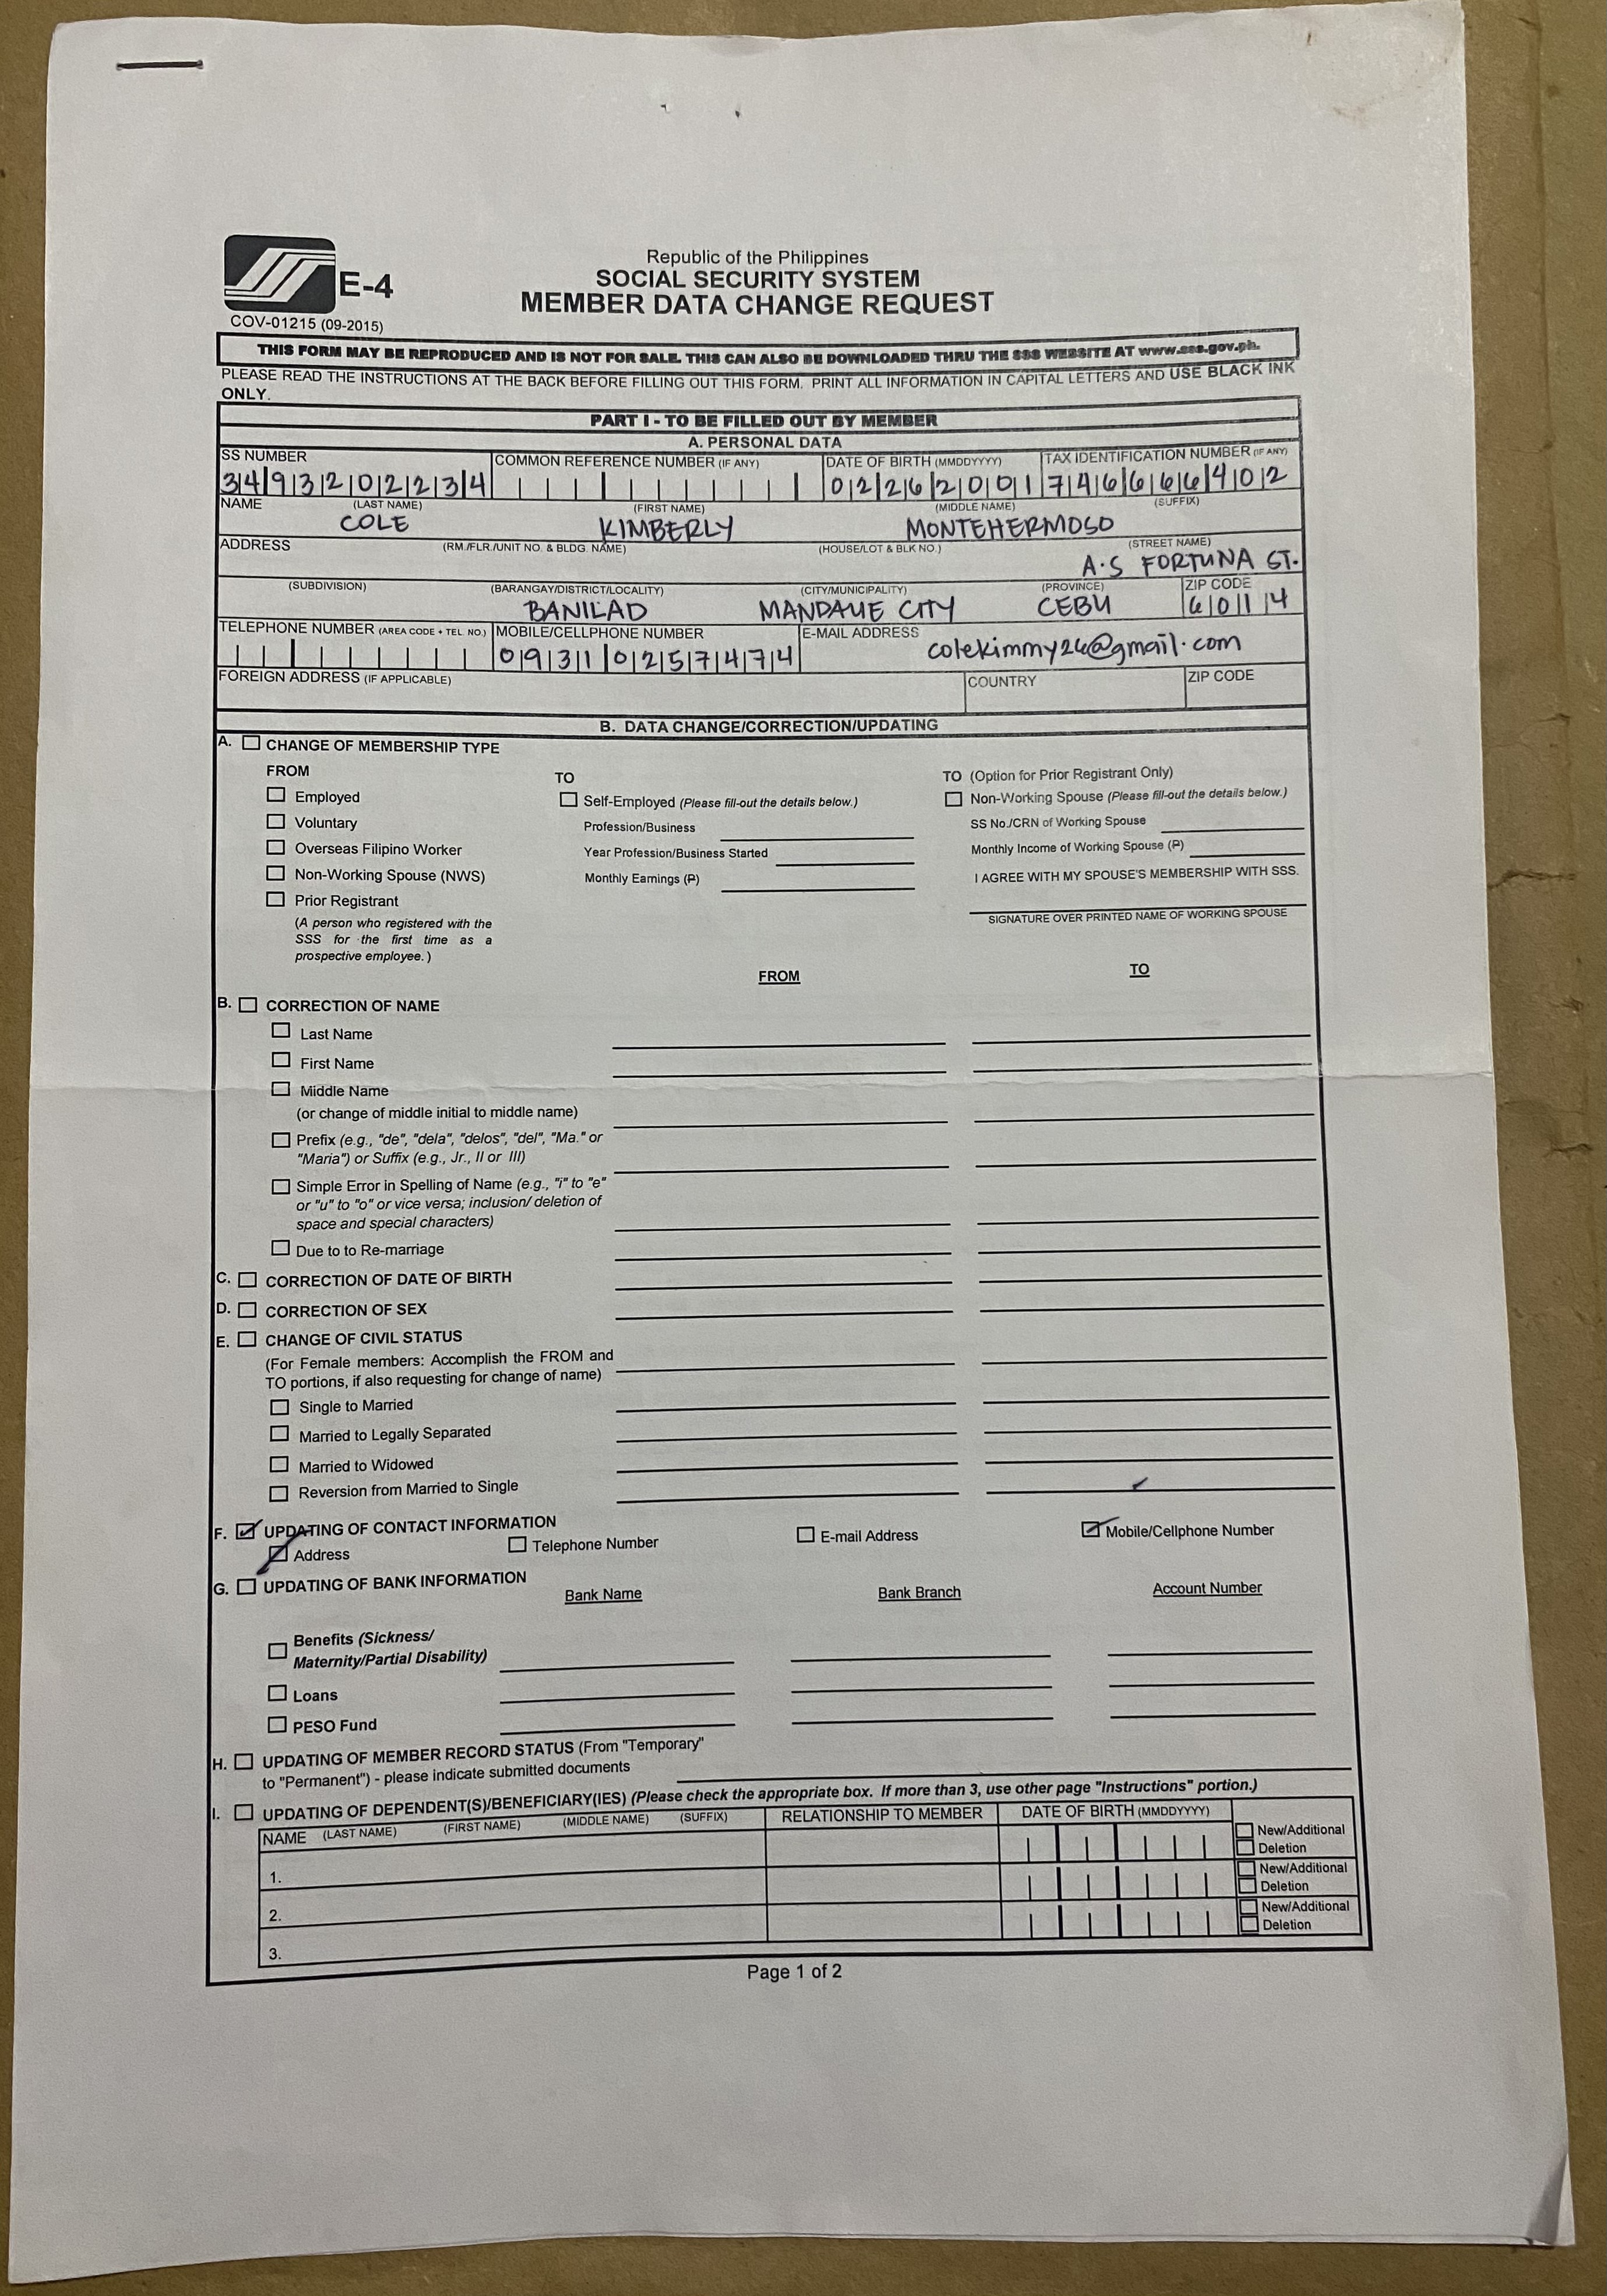 E-4
COV-01215 (09-2015)
Republic of the Philippines
SOCIAL SECURITY SYSTEM
MEMBER DATA CHANGE REQUEST
THIS FORM MAY BE REPRODUCED AND IS NOT FOR SALE. THIS CAN ALSO BE DOWNLOADED THRU THE SSS WEBSITE AT www.sss.gov.ph.
PLEASE READ THE INSTRUCTIONS AT THE BACK BEFORE FILLING OUT THIS FORM. PRINT ALL INFORMATION IN CAPITAL LETTERS AND USE BLACK INK
ONLY.
PART I - TO BE FILLED OUT BY MEMBER
A. PERSONAL DATA
SS NUMBER COMMON REFERENCE NUMBER (IF ANY) DATE OF BIRTH (MMDDYYYY) TAX IDENTIFICATION NUMBER (IF ANY)
3493202234 02262001 746666402
NAME (LAST NAME) (FIRST NAME) (MIDDLE NAME) (SUFFIX)
COLE KIMBERLY MONTEHERMOSO
ADDRESS (RM./FLR./UNIT NO. & BLDG. NAME) (HOUSE/LOT & BLK NO.) (STREET NAME)
A.S FORTUNA ST.
(SUBDIVISION) (BARANGAY/DISTRICT/LOCALITY) (CITY/MUNICIPALITY) (PROVINCE) ZIP CODE
BANILAD MANDAUE CITY CEBU 6014
TELEPHONE NUMBER (AREA CODE + TEL. NO.) MOBILE/CELLPHONE NUMBER E-MAIL ADDRESS
09310257474 colekimmy26@gmail.com
FOREIGN ADDRESS (IF APPLICABLE) COUNTRY ZIP CODE
B. DATA CHANGE/CORRECTION/UPDATING
A. CHANGE OF MEMBERSHIP TYPE
FROM TO TO (Option for Prior Registrant Only)
Employed Self-Employed (Please fill-out the details below.) Non-Working Spouse (Please fill-out the details below.)
Voluntary Profession/Business SS No./CRN of Working Spouse
Overseas Filipino Worker Year Profession/Business Started Monthly Income of Working Spouse (₱)
Non-Working Spouse (NWS) Monthly Earnings (₱) I AGREE WITH MY SPOUSE'S MEMBERSHIP WITH SSS.
Prior Registrant
(A person who registered with the SIGNATURE OVER PRINTED NAME OF WORKING SPOUSE
SSS for the first time as a
prospective employee.)
FROM TO
B. CORRECTION OF NAME
Last Name
First Name
Middle Name
(or change of middle initial to middle name)
Prefix (e.g., "de", "dela", "delos", "del", "Ma." or
"Maria") or Suffix (e.g., Jr., II or III)
Simple Error in Spelling of Name (e.g., "i" to "e"
or "u" to "o" or vice versa; inclusion/ deletion of
space and special characters)
Due to to Re-marriage
C. CORRECTION OF DATE OF BIRTH
D. CORRECTION OF SEX
E. CHANGE OF CIVIL STATUS
(For Female members: Accomplish the FROM and
TO portions, if also requesting for change of name)
Single to Married
Married to Legally Separated
Married to Widowed
Reversion from Married to Single
F. UPDATING OF CONTACT INFORMATION
Address Telephone Number E-mail Address Mobile/Cellphone Number
G. UPDATING OF BANK INFORMATION
Bank Name Bank Branch Account Number
Benefits (Sickness/
Maternity/Partial Disability)
Loans
PESO Fund
H. UPDATING OF MEMBER RECORD STATUS (From "Temporary"
to "Permanent") - please indicate submitted documents
I. UPDATING OF DEPENDENT(S)/BENEFICIARY(IES) (Please check the appropriate box. If more than 3, use other page "Instructions" portion.)
NAME (LAST NAME) (FIRST NAME) (MIDDLE NAME) (SUFFIX) RELATIONSHIP TO MEMBER DATE OF BIRTH (MMDDYYYY)
1. New/Additional
Deletion
2. New/Additional
Deletion
3. New/Additional
Deletion
Page 1 of 2